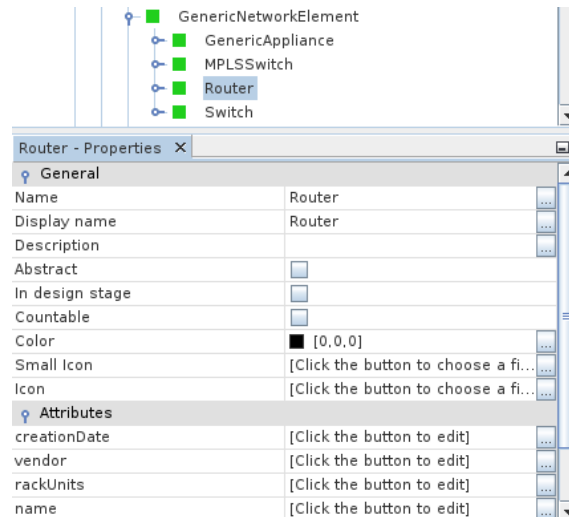 GenericNetworkElement
GenericAppliance
MPLSSwitch
Router
Switch
Router - Properties ×
General
Name Router ...
Display name Router ...
Description ...
Abstract
In design stage
Countable
Color [0,0,0] ...
Small Icon [Click the button to choose a fi... ...
Icon [Click the button to choose a fi... ...
Attributes
creationDate [Click the button to edit] ...
vendor [Click the button to edit] ...
rackUnits [Click the button to edit] ...
name [Click the button to edit] ...